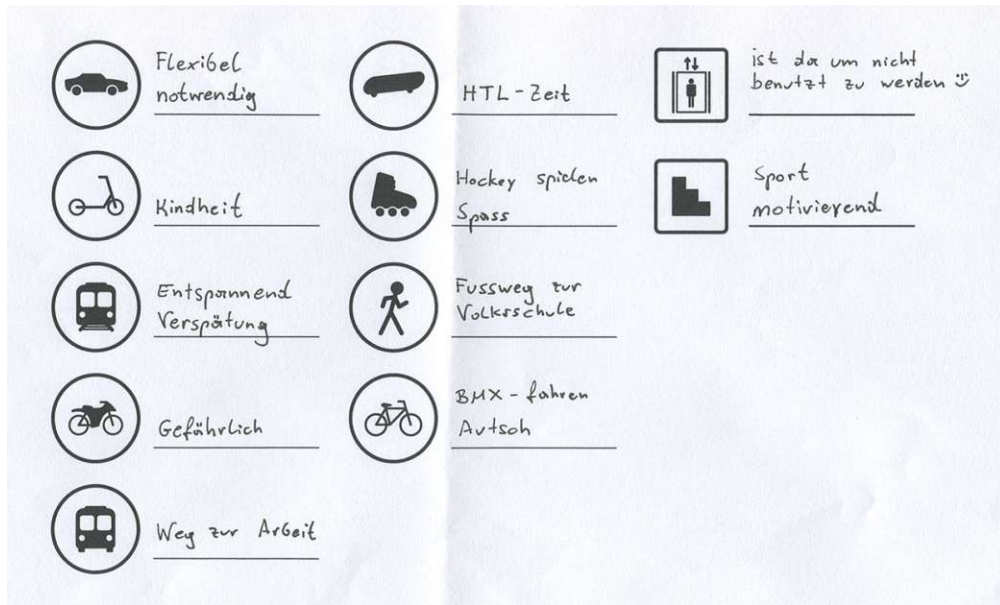 Flexibel
notwendig
Kindheit
Entspannend
Verspätung
Gefährlich
Weg zur Arbeit
HTL-Zeit
Hockey spielen
Spass
Fussweg zur
Volksschule
BMX-fahren
Autsch
ist da um nicht
benutzt zu werden
Sport
motivierend